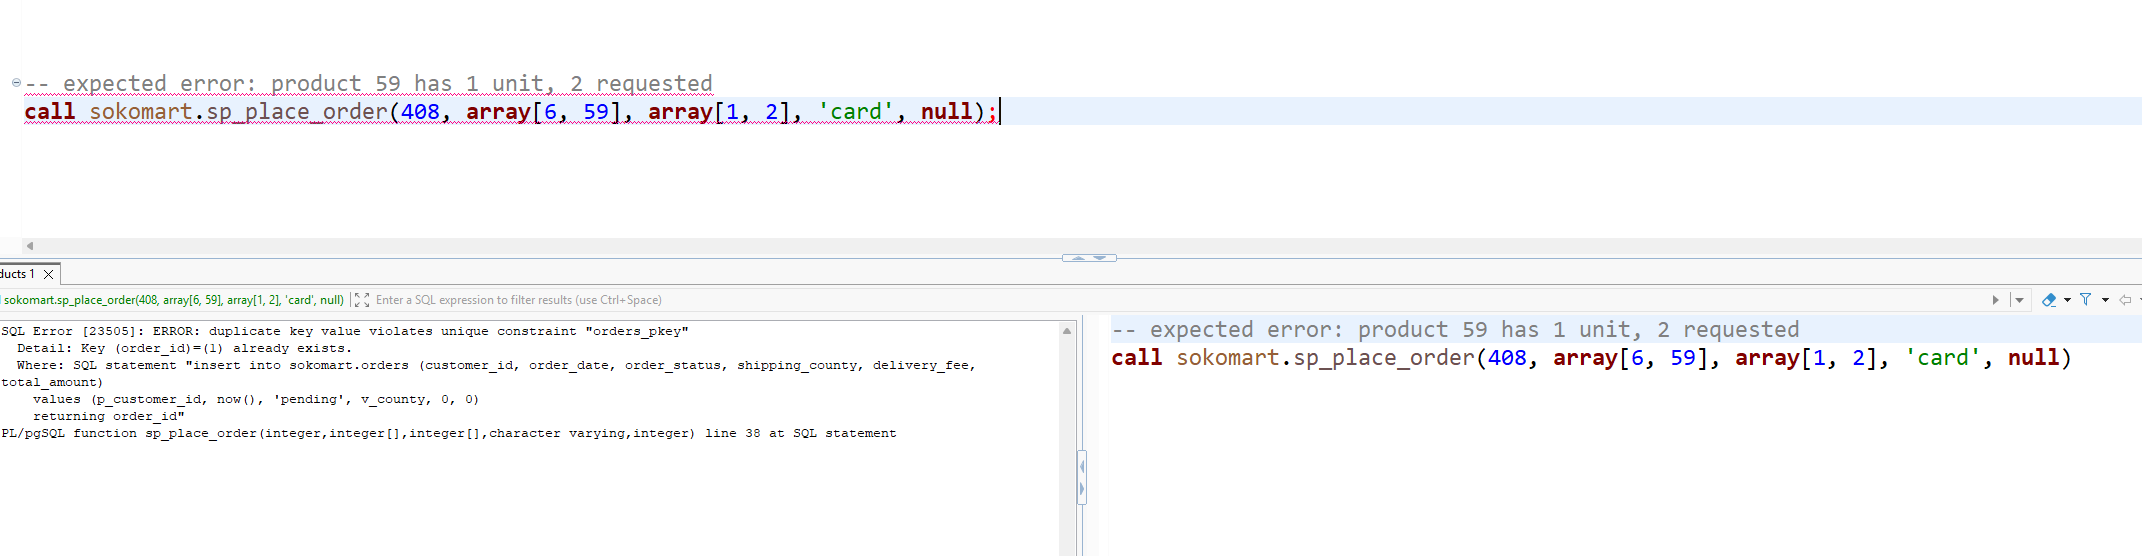 -- expected error: product 59 has 1 unit, 2 requested
call sokomart.sp_place_order(408, array[6, 59], array[1, 2], 'card', null);
ducts 1
sokomart.sp_place_order(408, array[6, 59], array[1, 2], 'card', null)
Enter a SQL expression to filter results (use Ctrl+Space)
SQL Error [23505]: ERROR: duplicate key value violates unique constraint "orders_pkey"
Detail: Key (order_id)=(1) already exists.
Where: SQL statement "insert into sokomart.orders (customer_id, order_date, order_status, shipping_county, delivery_fee,
total_amount)
values (p_customer_id, now(), 'pending', v_county, 0, 0)
returning order_id"
PL/pgSQL function sp_place_order(integer,integer[],integer[],character varying,integer) line 38 at SQL statement
-- expected error: product 59 has 1 unit, 2 requested
call sokomart.sp_place_order(408, array[6, 59], array[1, 2], 'card', null)